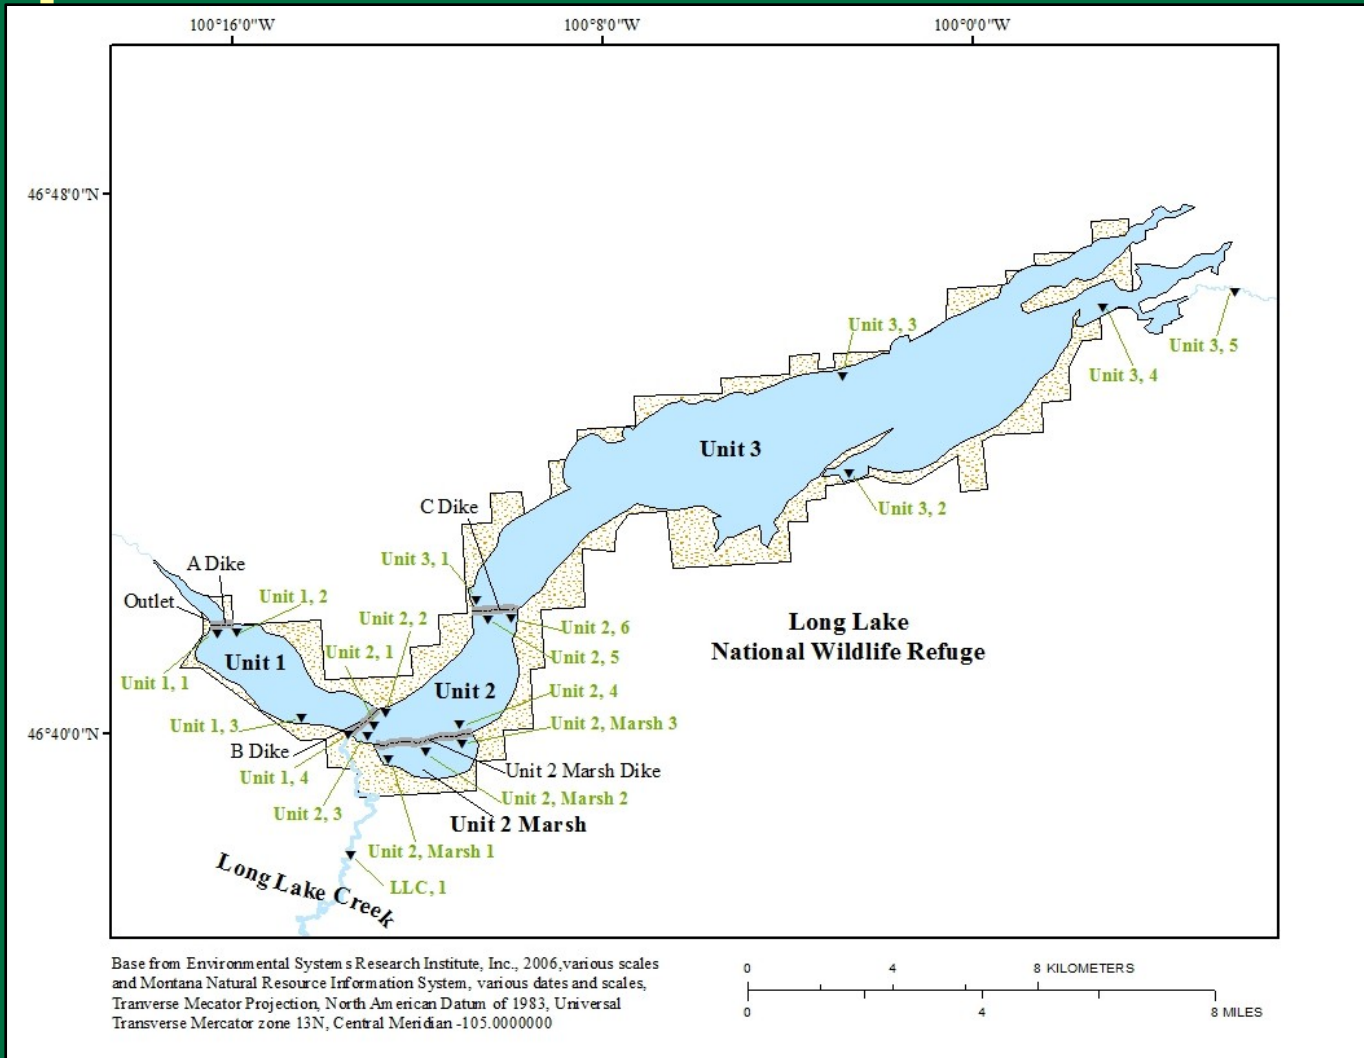 100°16'0"W
100°8'0"W
100°0'0"W
46°48'0"N
Unit 3, 3
Unit 3, 5
Unit 3, 4
Unit 3
C Dike
Unit 3, 2
Unit 3, 1
A Dike
Outlet
Unit 1, 2
Unit 2, 2
Unit 2, 6
Long Lake
National Wildlife Refuge
Unit 2, 1
Unit 1
Unit 2, 5
Unit 1, 1
Unit 2
Unit 2, 4
Unit 1, 3
Unit 2, Marsh 3
46°40'0"N
B Dike
Unit 1, 4
Unit 2 Marsh Dike
Unit 2, Marsh 2
Unit 2, 3
Unit 2 Marsh
Unit 2, Marsh 1
Long Lake Creek
LLC, 1
Base from Environmental Systems Research Institute, Inc., 2006,various scales
and Montana Natural Resource Information System, various dates and scales,
Tranverse Mecator Projection, North American Datum of 1983, Universal
Transverse Mercator zone 13N, Central Meridian -105.0000000
0 4 8 KILOMETERS
0 4 8 MILES